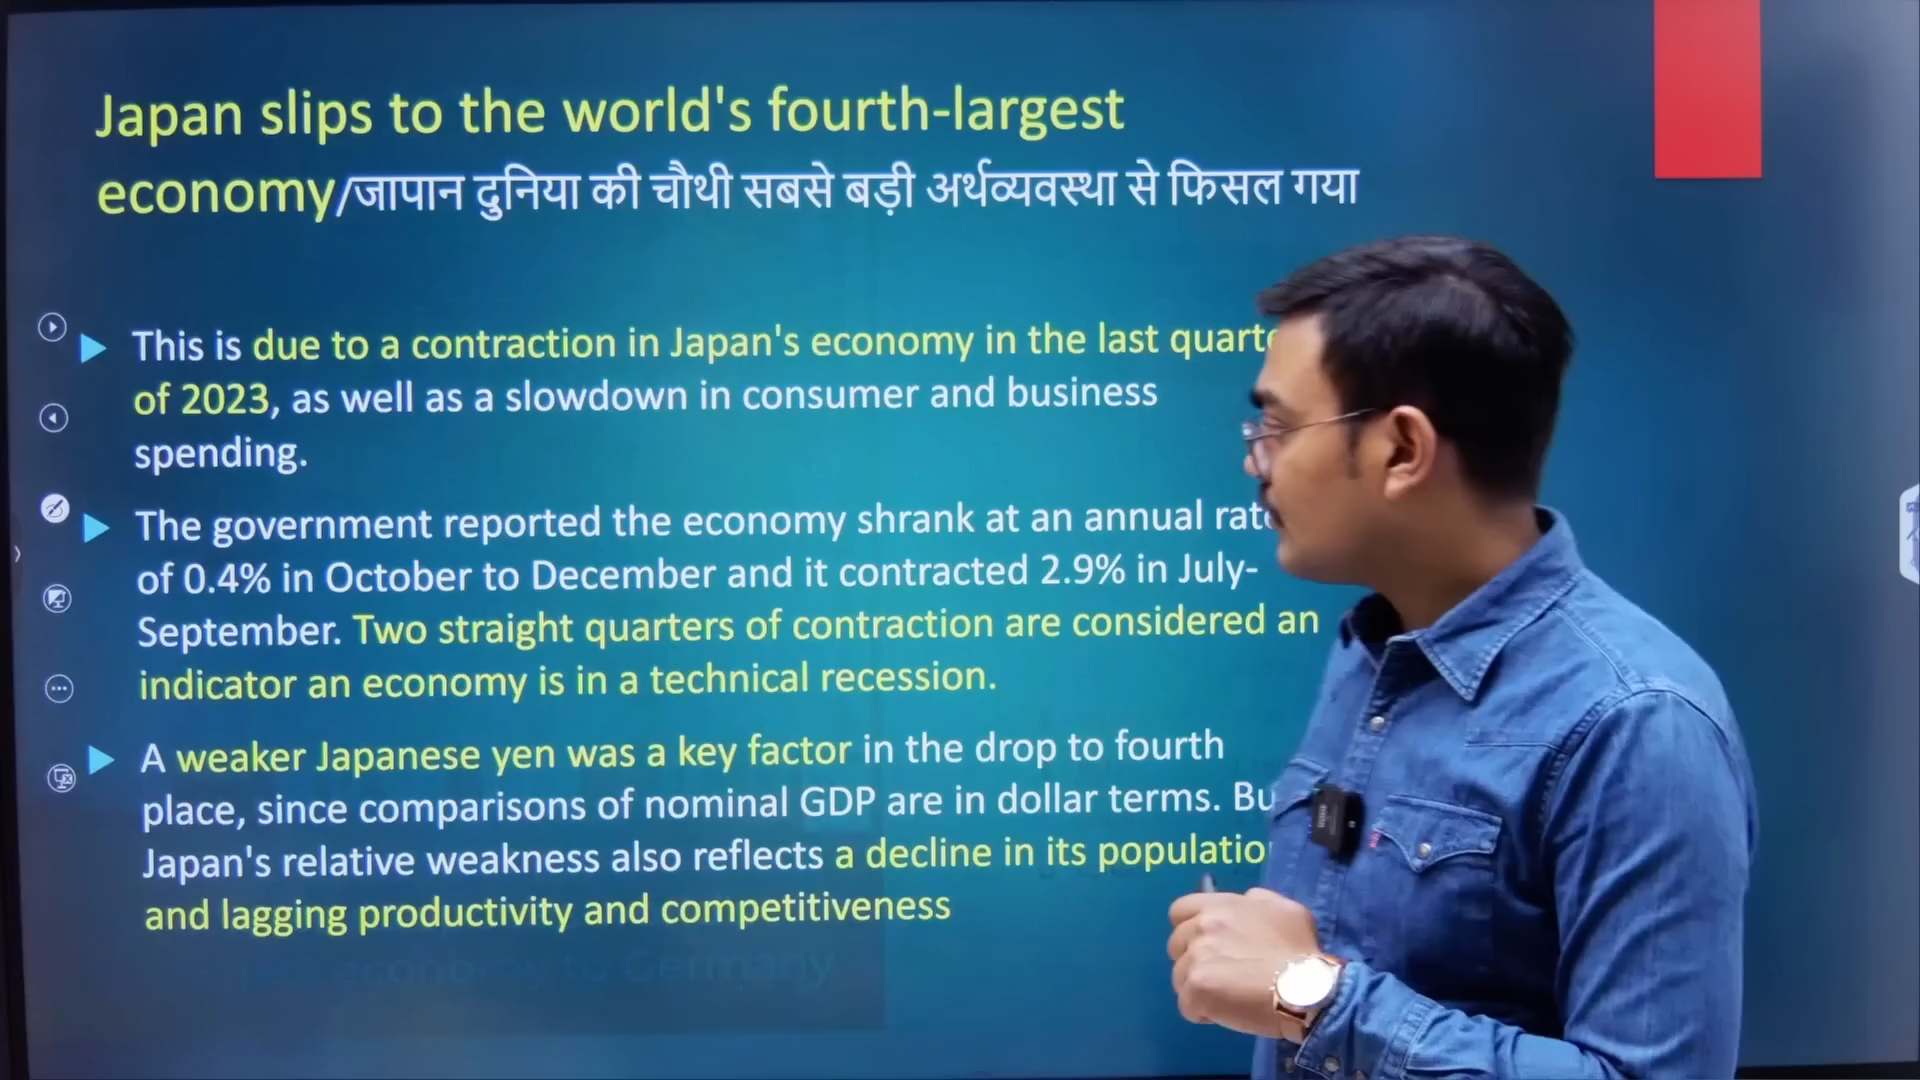 Japan slips to the world's fourth-largest
economy/जापान दुनिया की चौथी सबसे बड़ी अर्थव्यवस्था से फिसल गया
This is due to a contraction in Japan's economy in the last
of 2023, as well as a slowdown in consumer and business
spending.
The government reported the economy shrank at an annual
of 0.4% in October to December and it contracted 2.9% in July-
September. Two straight quarters of contraction are considered an
indicator an economy is in a technical recession.
A weaker Japanese yen was a key factor in the drop to fourth
place, since comparisons of nominal GDP are in dollar terms.
Japan's relative weakness also reflects a decline in its
and lagging productivity and competitiveness
economy to Germany